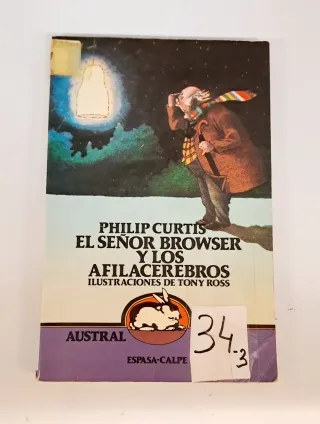 PHILIP CURTIS
EL SEÑOR BROWSER
Y LOS
AFILACEREBROS
ILUSTRACIONES DE TONY ROSS
AUSTRAL
ESPASA-CALPE
34-3